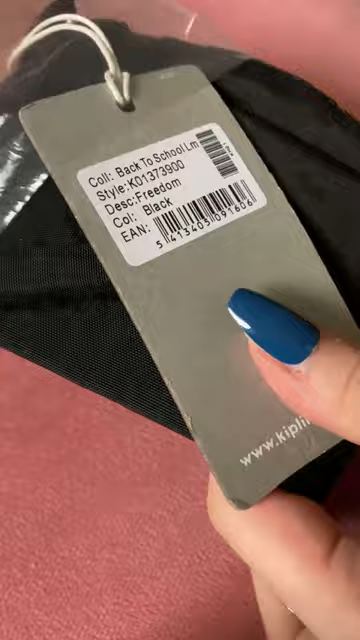 Coll: Back To School Lm
Style:K01373900
Desc:Freedom
Col: Black
EAN:
5 413405 091606
www.kipli